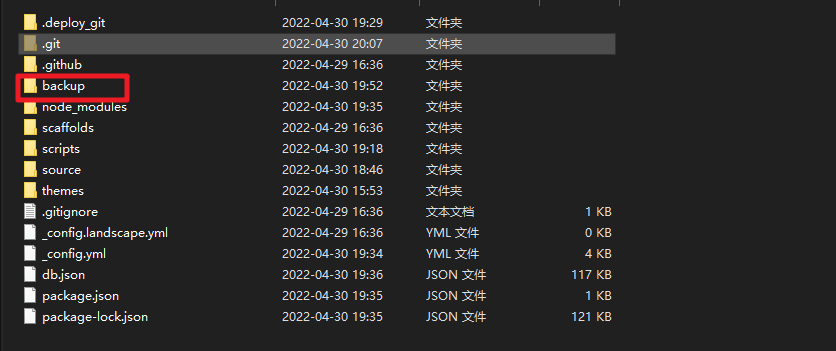 .deploy_git 2022-04-30 19:29 文件夹
.git 2022-04-30 20:07 文件夹
.github 2022-04-29 16:36 文件夹
backup 2022-04-30 19:52 文件夹
node_modules 2022-04-30 19:35 文件夹
scaffolds 2022-04-29 16:36 文件夹
scripts 2022-04-30 19:18 文件夹
source 2022-04-30 18:46 文件夹
themes 2022-04-30 15:53 文件夹
.gitignore 2022-04-29 16:36 文本文档 1 KB
_config.landscape.yml 2022-04-29 16:36 YML 文件 0 KB
_config.yml 2022-04-30 19:34 YML 文件 4 KB
db.json 2022-04-30 19:36 JSON 文件 117 KB
package.json 2022-04-30 19:35 JSON 文件 1 KB
package-lock.json 2022-04-30 19:35 JSON 文件 121 KB